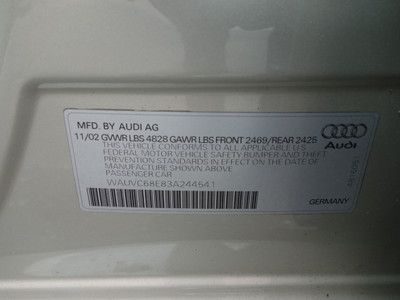 MFD. BY AUDI AG
11/02 GVWR LBS 4828 GAWR LBS FRONT 2469/REAR 2425
THIS VEHICLE CONFORMS TO ALL APPLICABLE U.S.
FEDERAL MOTOR VEHICLE SAFETY BUMPER AND THEFT
PREVENTION STANDARDS IN EFFECT ON THE DATE OF
MANUFACTURE SHOWN ABOVE
PASSENGER CAR
WAUVC68E83A244541
Audi
GERMANY